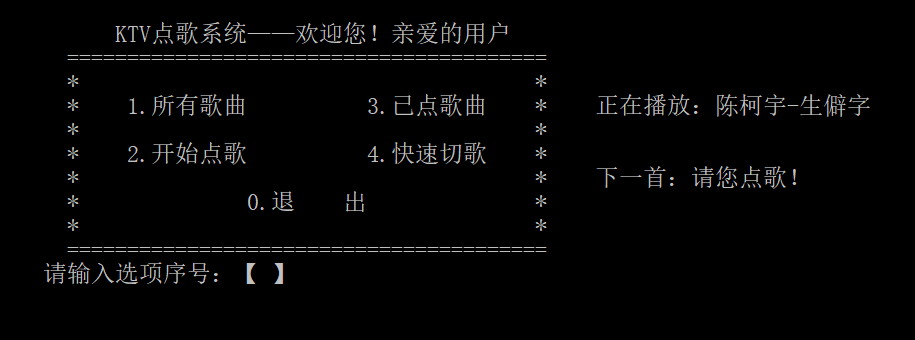 KTV点歌系统——欢迎您！亲爱的用户
========================================
*                                      *
*    1.所有歌曲          3.已点歌曲    *    正在播放：陈柯宇-生僻字
*                                      *
*    2.开始点歌          4.快速切歌    *
*                                      *    下一首：请您点歌！
*              0.退    出              *
*                                      *
========================================
请输入选项序号：【 】